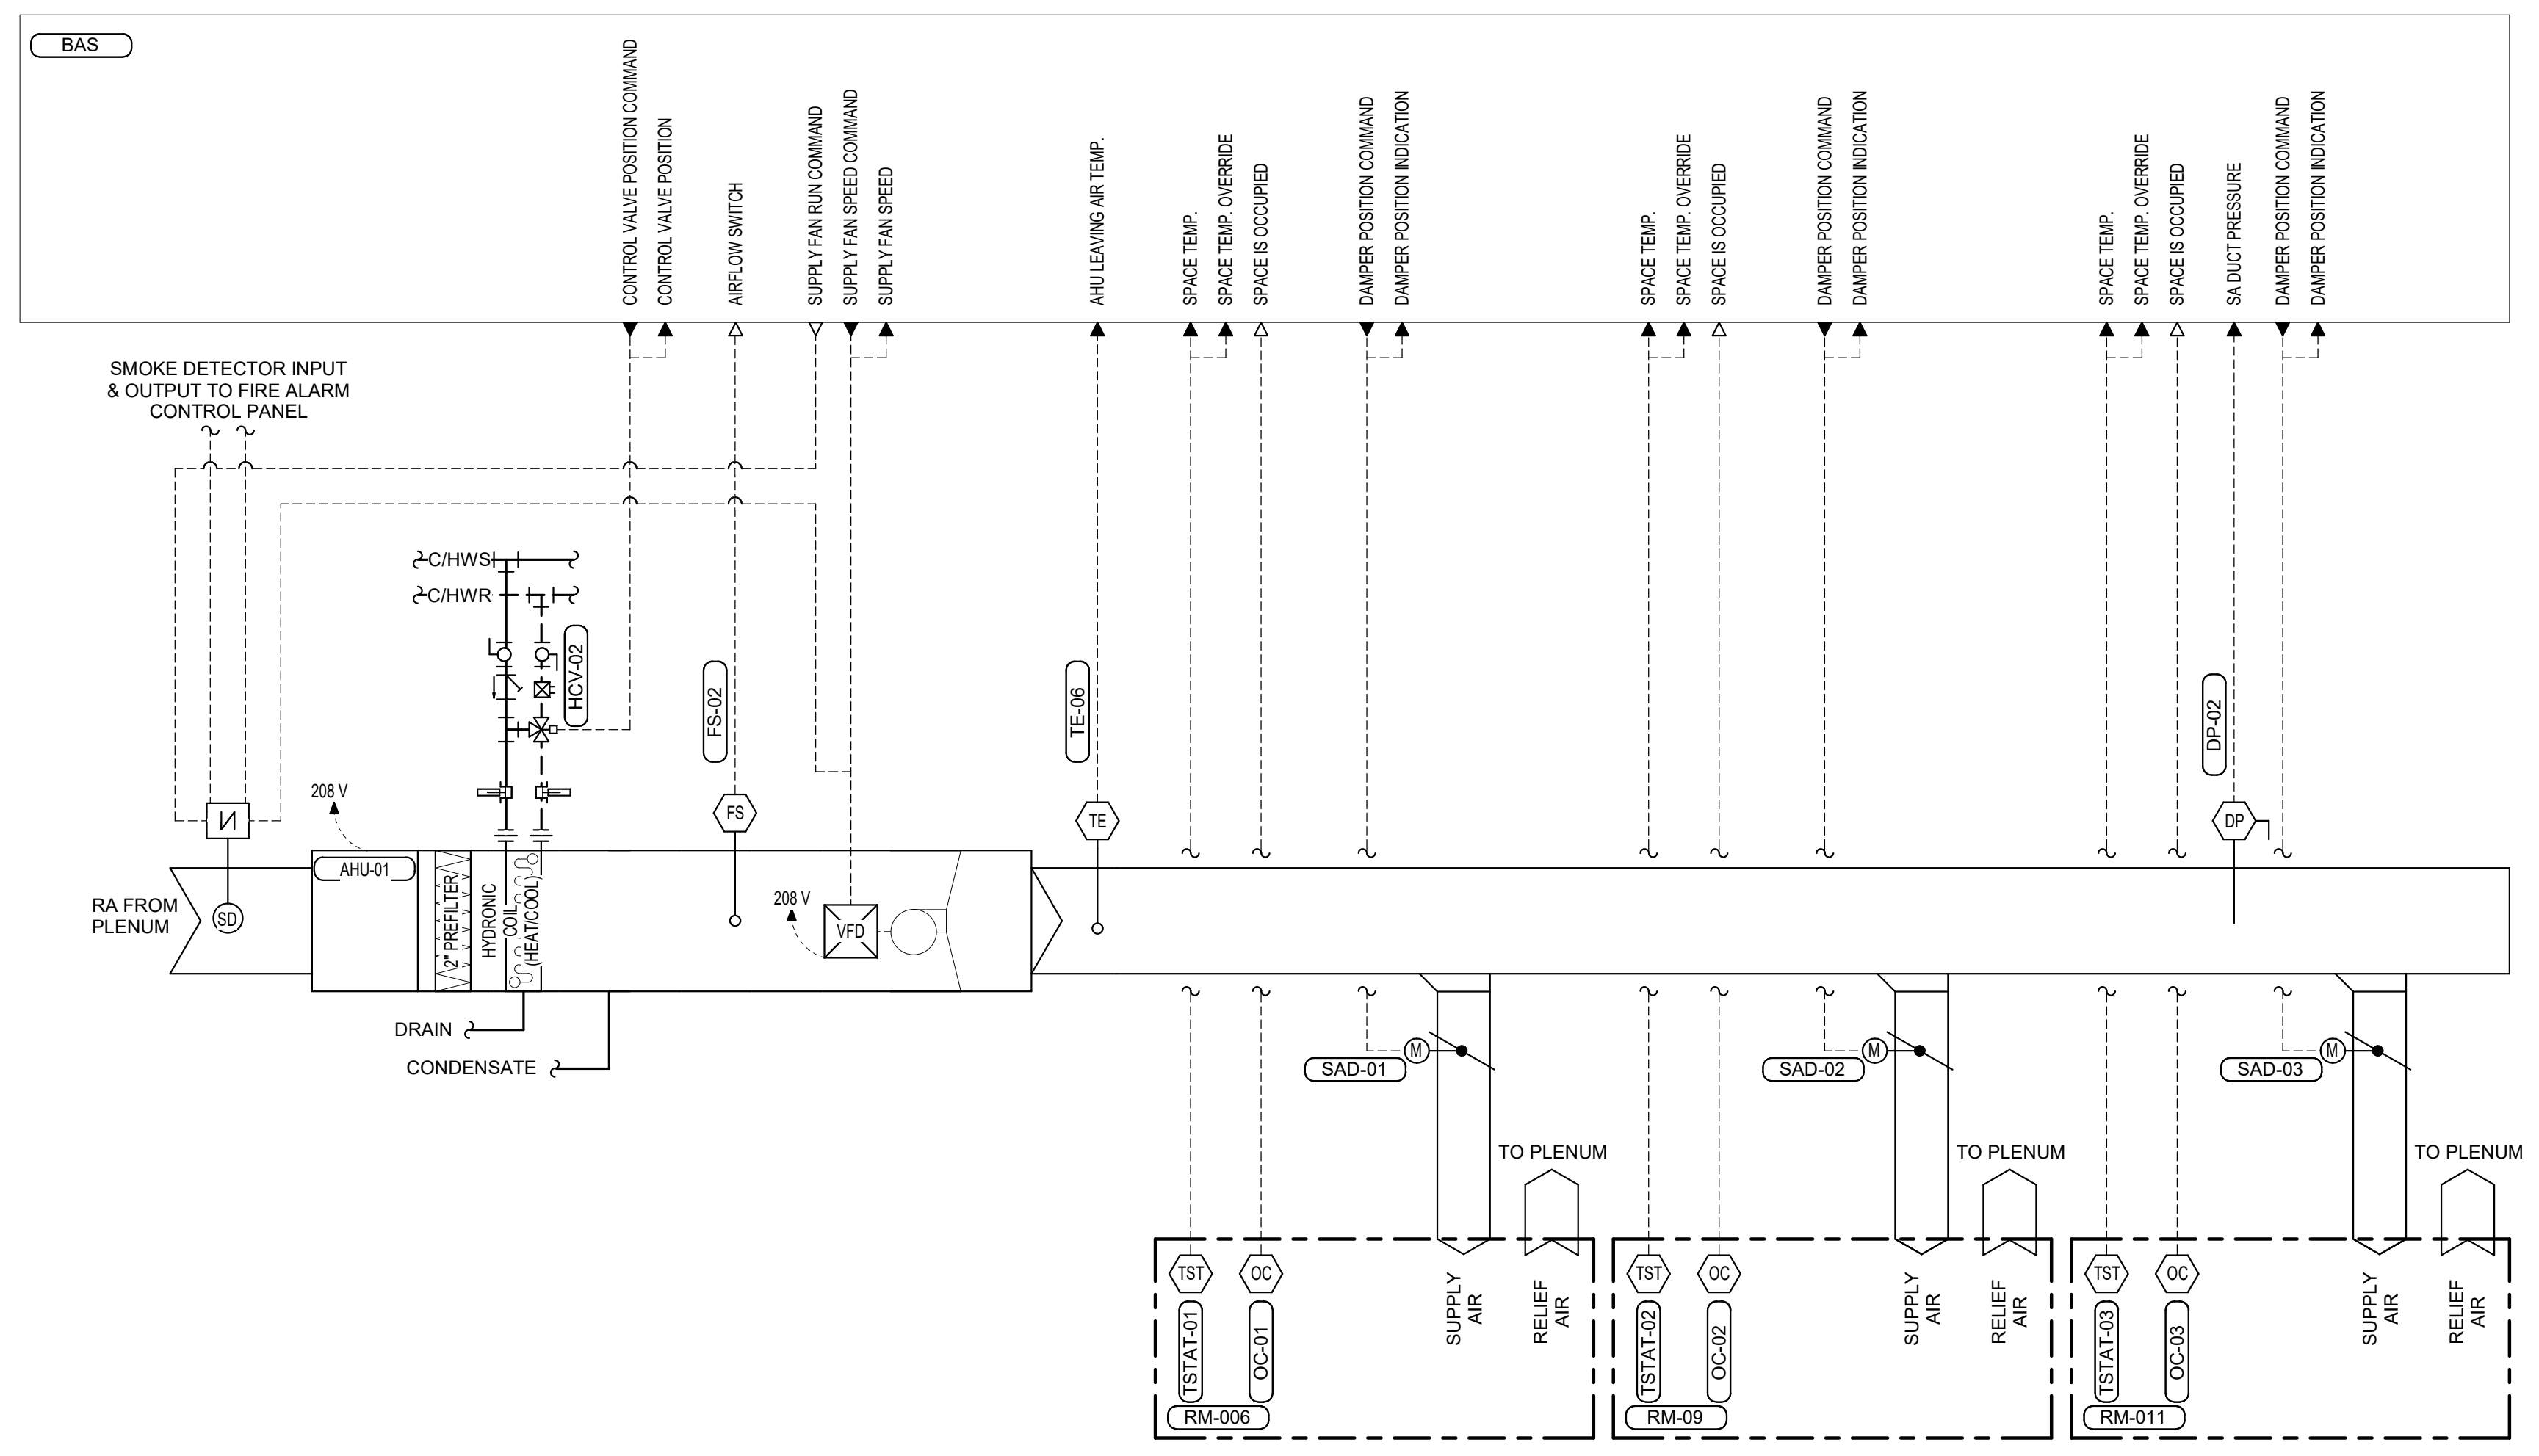 BAS
CONTROL VALVE POSITION COMMAND
CONTROL VALVE POSITION
AIRFLOW SWITCH
SUPPLY FAN RUN COMMAND
SUPPLY FAN SPEED COMMAND
SUPPLY FAN SPEED
AHU LEAVING AIR TEMP.
SPACE TEMP.
SPACE TEMP. OVERRIDE
SPACE IS OCCUPIED
DAMPER POSITION COMMAND
DAMPER POSITION INDICATION
SPACE TEMP.
SPACE TEMP. OVERRIDE
SPACE IS OCCUPIED
DAMPER POSITION COMMAND
DAMPER POSITION INDICATION
SPACE TEMP.
SPACE TEMP. OVERRIDE
SPACE IS OCCUPIED
SA DUCT PRESSURE
DAMPER POSITION COMMAND
DAMPER POSITION INDICATION
SMOKE DETECTOR INPUT
& OUTPUT TO FIRE ALARM
CONTROL PANEL
C/HWS
C/HWR
HCV-02
FS-02
TE-06
DP-02
208 V
FS
TE
DP
AHU-01
RA FROM
PLENUM
SD
2" PREFILTER
HYDRONIC
COIL
(HEAT/COOL)
208 V
VFD
DRAIN
CONDENSATE
M
SAD-01
M
SAD-02
M
SAD-03
TO PLENUM
TO PLENUM
TO PLENUM
TST
OC
TSTAT-01
OC-01
SUPPLY
AIR
RELIEF
AIR
RM-006
TST
OC
TSTAT-02
OC-02
SUPPLY
AIR
RELIEF
AIR
RM-09
TST
OC
TSTAT-03
OC-03
SUPPLY
AIR
RELIEF
AIR
RM-011